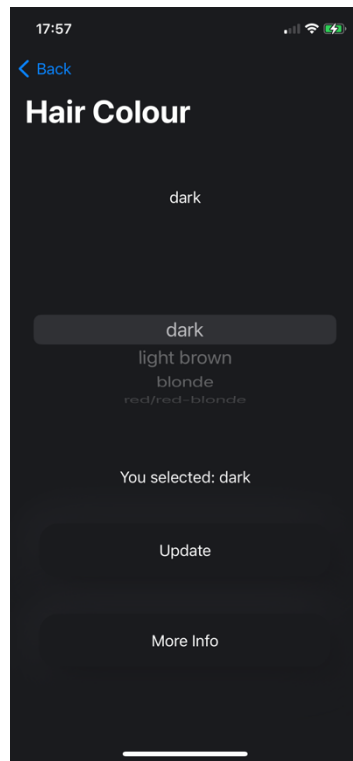 17:57
Back
Hair Colour
dark
dark
light brown
blonde
red/red-blonde
You selected: dark
Update
More Info